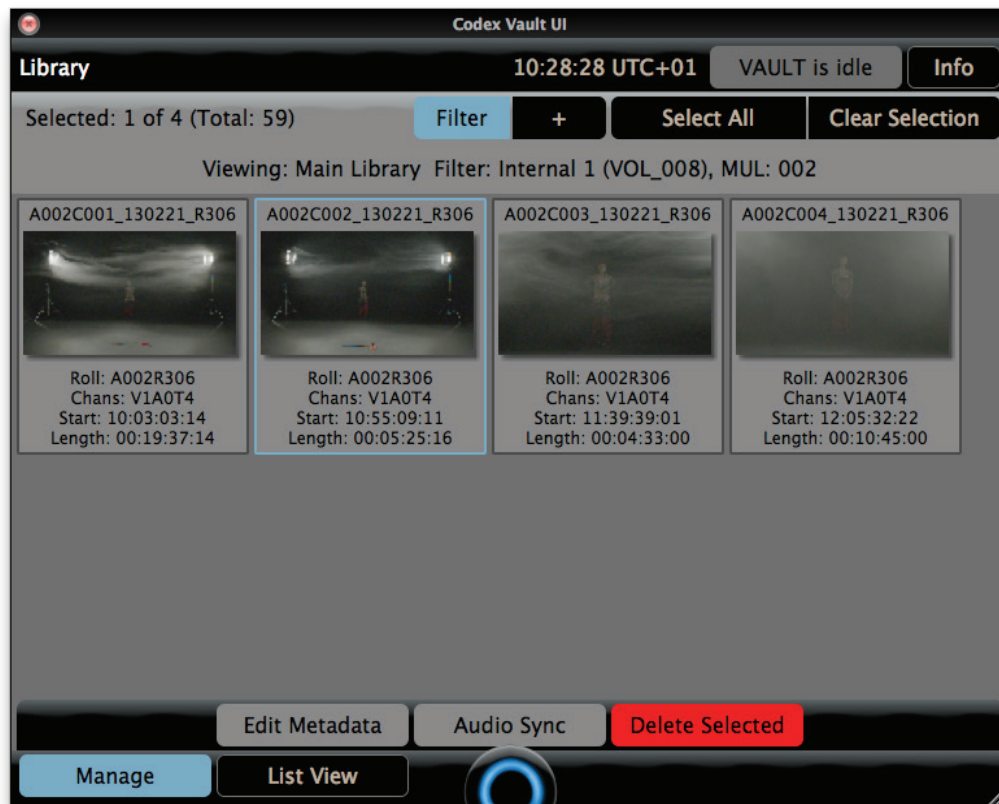 Codex Vault UI
Library 10:28:28 UTC+01 VAULT is idle Info
Selected: 1 of 4 (Total: 59) Filter + Select All Clear Selection
Viewing: Main Library Filter: Internal 1 (VOL_008), MUL: 002
A002C001_130221_R306 A002C002_130221_R306 A002C003_130221_R306 A002C004_130221_R306
Roll: A002R306 Roll: A002R306 Roll: A002R306 Roll: A002R306
Chans: V1A0T4 Chans: V1A0T4 Chans: V1A0T4 Chans: V1A0T4
Start: 10:03:03:14 Start: 10:55:09:11 Start: 11:39:39:01 Start: 12:05:32:22
Length: 00:19:37:14 Length: 00:05:25:16 Length: 00:04:33:00 Length: 00:10:45:00
Edit Metadata Audio Sync Delete Selected
Manage List View